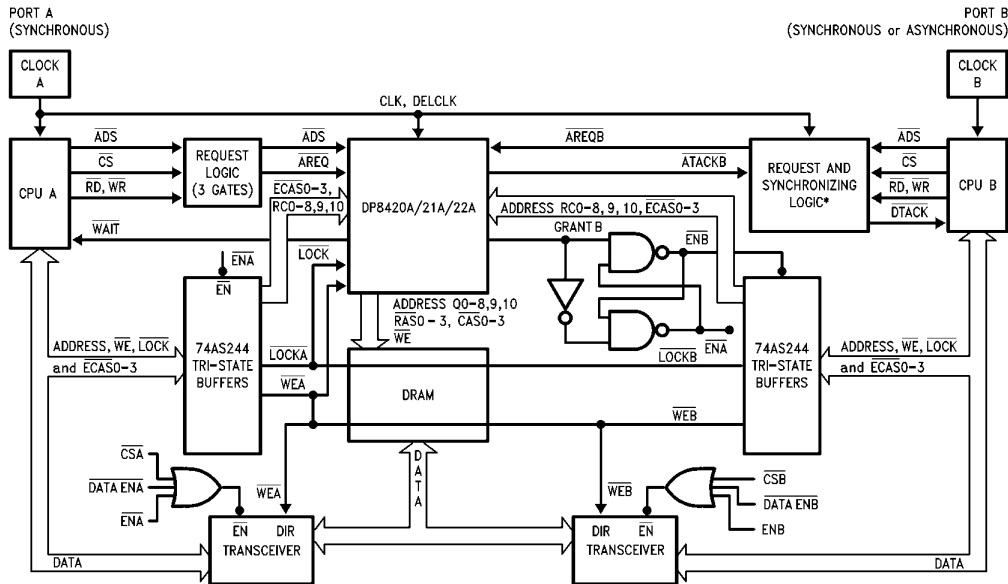 PORT A
(SYNCHRONOUS)
PORT B
(SYNCHRONOUS or ASYNCHRONOUS)
CLOCK
A
CLOCK
B
CLK, DELCLK
CPU A
ADS
CS
RD, WR
WAIT
REQUEST
LOGIC
(3 GATES)
ADS
AREQ
ECAS0-3,
RC0-8,9,10
LOCK
DP8420A/21A/22A
AREQB
ATACKB
ADDRESS RC0-8, 9, 10, ECAS0-3
GRANT B
REQUEST AND
SYNCHRONIZING
LOGIC*
ADS
CS
RD, WR
DTACK
CPU B
ENA
EN
ENB
ENA
ADDRESS Q0-8,9,10
RAS0-3, CAS0-3
WE
ADDRESS, WE, LOCK
and ECAS0-3
74AS244
TRI-STATE
BUFFERS
LOCKA
WEA
DRAM
LOCKB
WEB
74AS244
TRI-STATE
BUFFERS
ADDRESS, WE, LOCK
and ECAS0-3
CSA
DATA ENA
ENA
WEA
DATA
WEB
CSB
DATA ENB
ENB
EN DIR
TRANSCEIVER
DIR EN
TRANSCEIVER
DATA
DATA